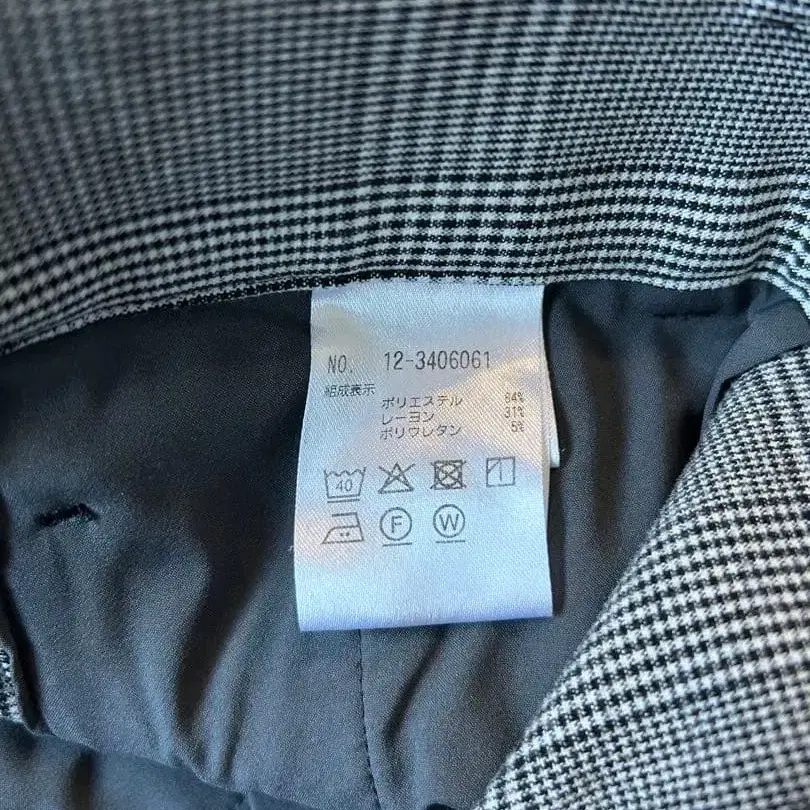 NO. 12-3406061
組成表示
ポリエステル 64%
レーヨン 31%
ポリウレタン 5%
40
F W